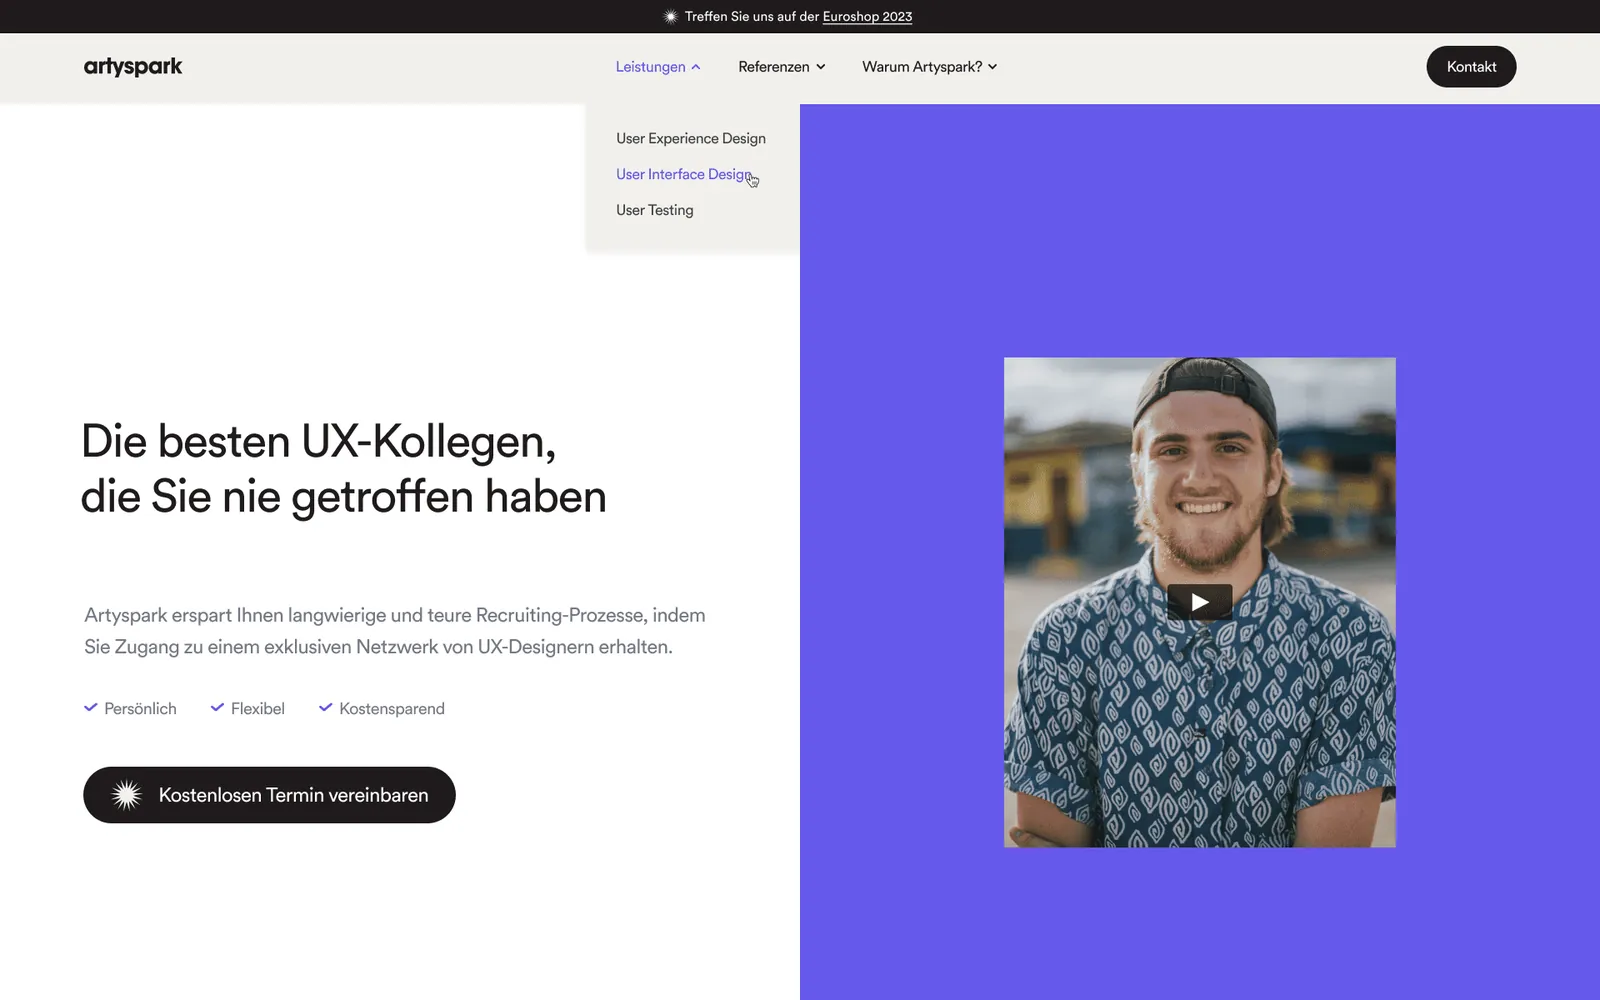 Treffen Sie uns auf der Euroshop 2023
artyspark
Leistungen
Referenzen
Warum Artyspark?
Kontakt
User Experience Design
User Interface Design
User Testing
Die besten UX-Kollegen,
die Sie nie getroffen haben
Artyspark erspart Ihnen langwierige und teure Recruiting-Prozesse, indem
Sie Zugang zu einem exklusiven Netzwerk von UX-Designern erhalten.
Persönlich
Flexibel
Kostensparend
Kostenlosen Termin vereinbaren